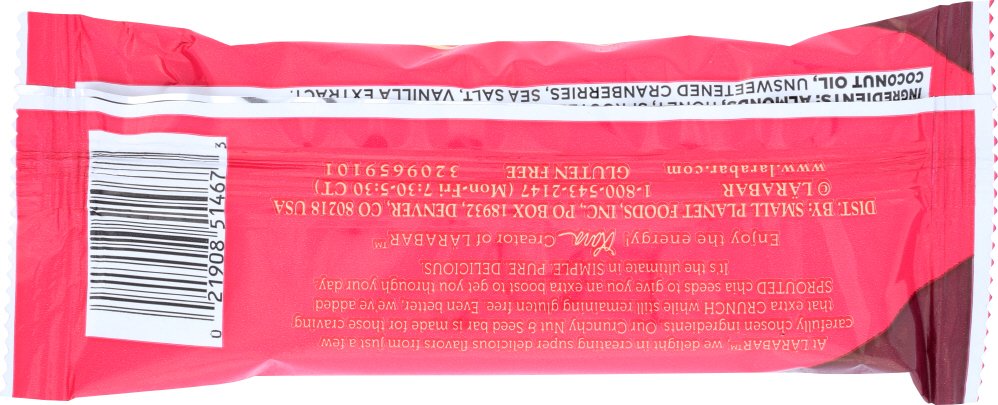 At LÄRABAR™, we delight in creating super delicious flavors from just a few
carefully chosen ingredients. Our Crunchy Nut & Seed bar is made for those craving
that extra CRUNCH while still remaining gluten free. Even better, we've added
SPROUTED chia seeds to give you an extra boost to get you through your day.
It's the ultimate in SIMPLE. PURE. DELICIOUS.
Enjoy the energy! Lara Creator of LÄRABAR™
DIST. BY: SMALL PLANET FOODS, INC., PO BOX 18932, DENVER, CO 80218 USA
© LÄRABAR 1-800-543-2147 (Mon-Fri 7:30-5:30 CT)
www.larabar.com GLUTEN FREE 3209659101
INGREDIENTS: ALMONDS, HONEY,
COCONUT OIL, UNSWEETENED CRANBERRIES, SEA SALT, VANILLA EXTRACT.
0 21908 51467 3